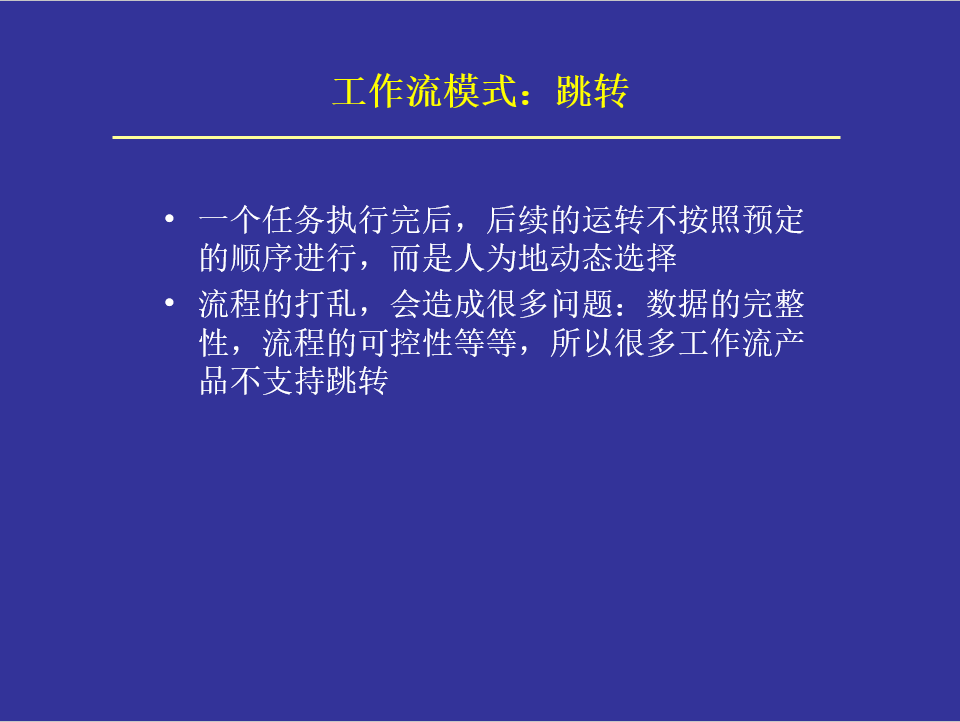 工作流模式：跳转
• 一个任务执行完后，后续的运转不按照预定
的顺序进行，而是人为地动态选择
• 流程的打乱，会造成很多问题：数据的完整
性，流程的可控性等等，所以很多工作流产
品不支持跳转